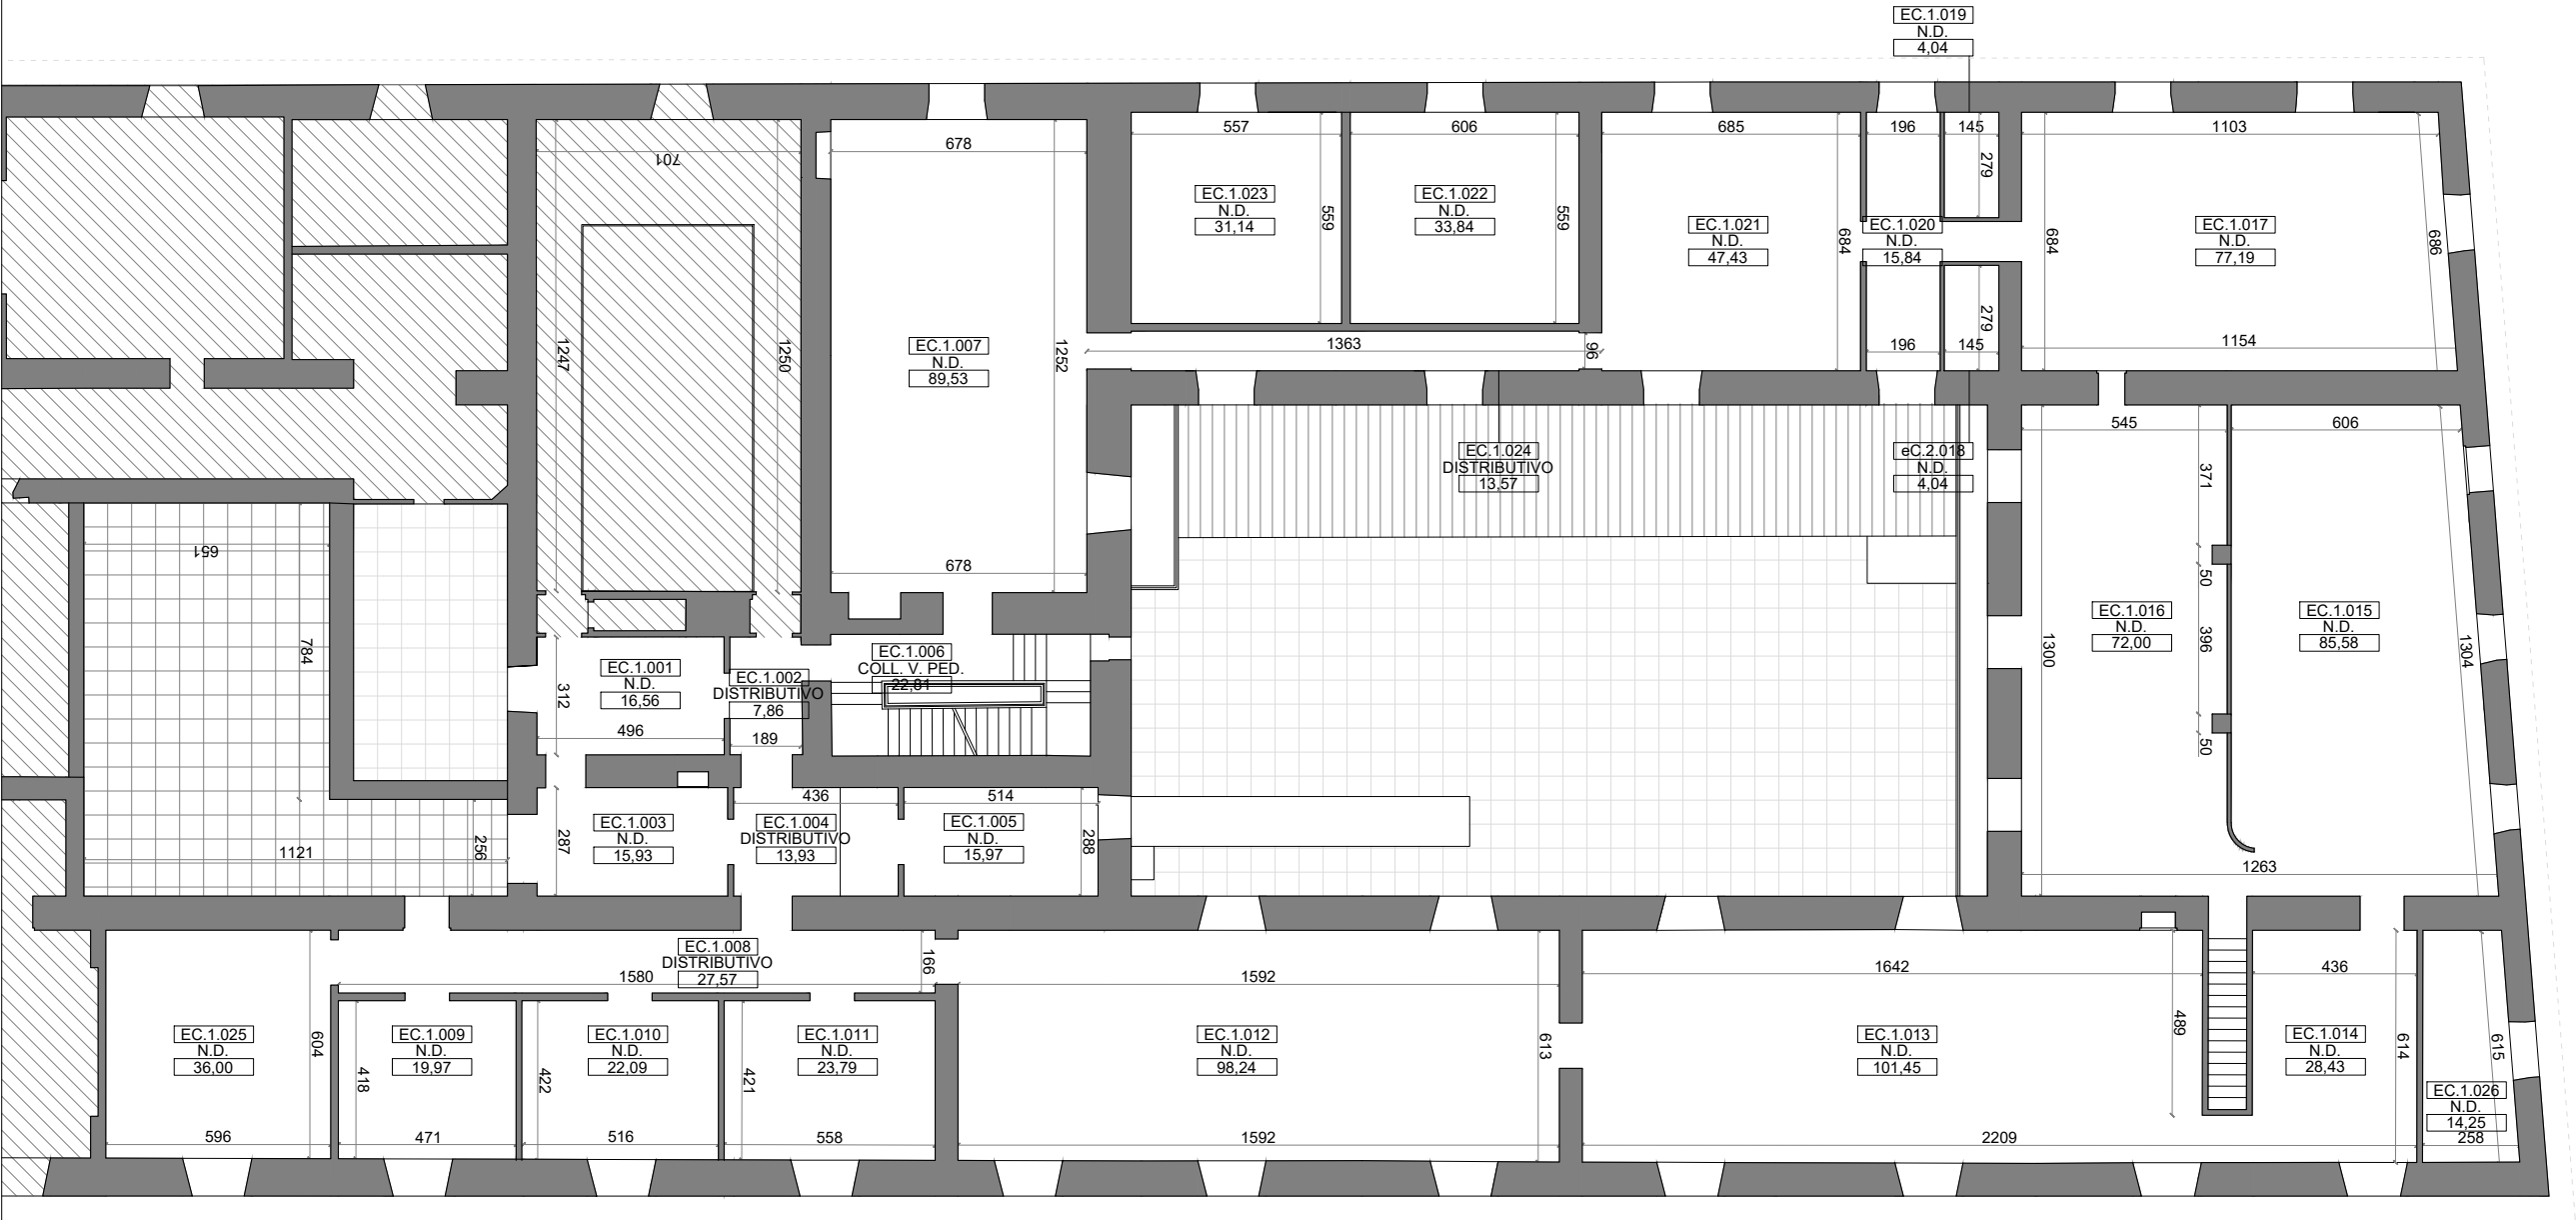 EC.1.019
N.D.
4,04
557
606
685
196
145
1103
701
678
279
EC.1.023
N.D.
31,14
559
EC.1.022
N.D.
33,84
559
EC.1.021
N.D.
47,43
684
EC.1.020
N.D.
15,84
684
EC.1.017
N.D.
77,19
686
1247
1250
EC.1.007
N.D.
89,53
1252
1363
96
196
279
145
1154
545
606
EC.1.024
DISTRIBUTIVO
13,57
eC.2.018
N.D.
4,04
371
651
678
50
784
EC.1.016
N.D.
72,00
396
EC.1.015
N.D.
85,58
1300
1304
312
EC.1.001
N.D.
16,56
496
EC.1.002
DISTRIBUTIVO
7,86
189
EC.1.006
COLL. V. PED.
22,81
50
436
514
1121
256
287
EC.1.003
N.D.
15,93
EC.1.004
DISTRIBUTIVO
13,93
EC.1.005
N.D.
15,97
288
1263
EC.1.008
DISTRIBUTIVO
27,57
1580
166
1592
1642
436
EC.1.025
N.D.
36,00
604
EC.1.009
N.D.
19,97
418
EC.1.010
N.D.
22,09
422
EC.1.011
N.D.
23,79
421
EC.1.012
N.D.
98,24
613
EC.1.013
N.D.
101,45
489
EC.1.014
N.D.
28,43
614
615
EC.1.026
N.D.
14,25
258
596
471
516
558
1592
2209